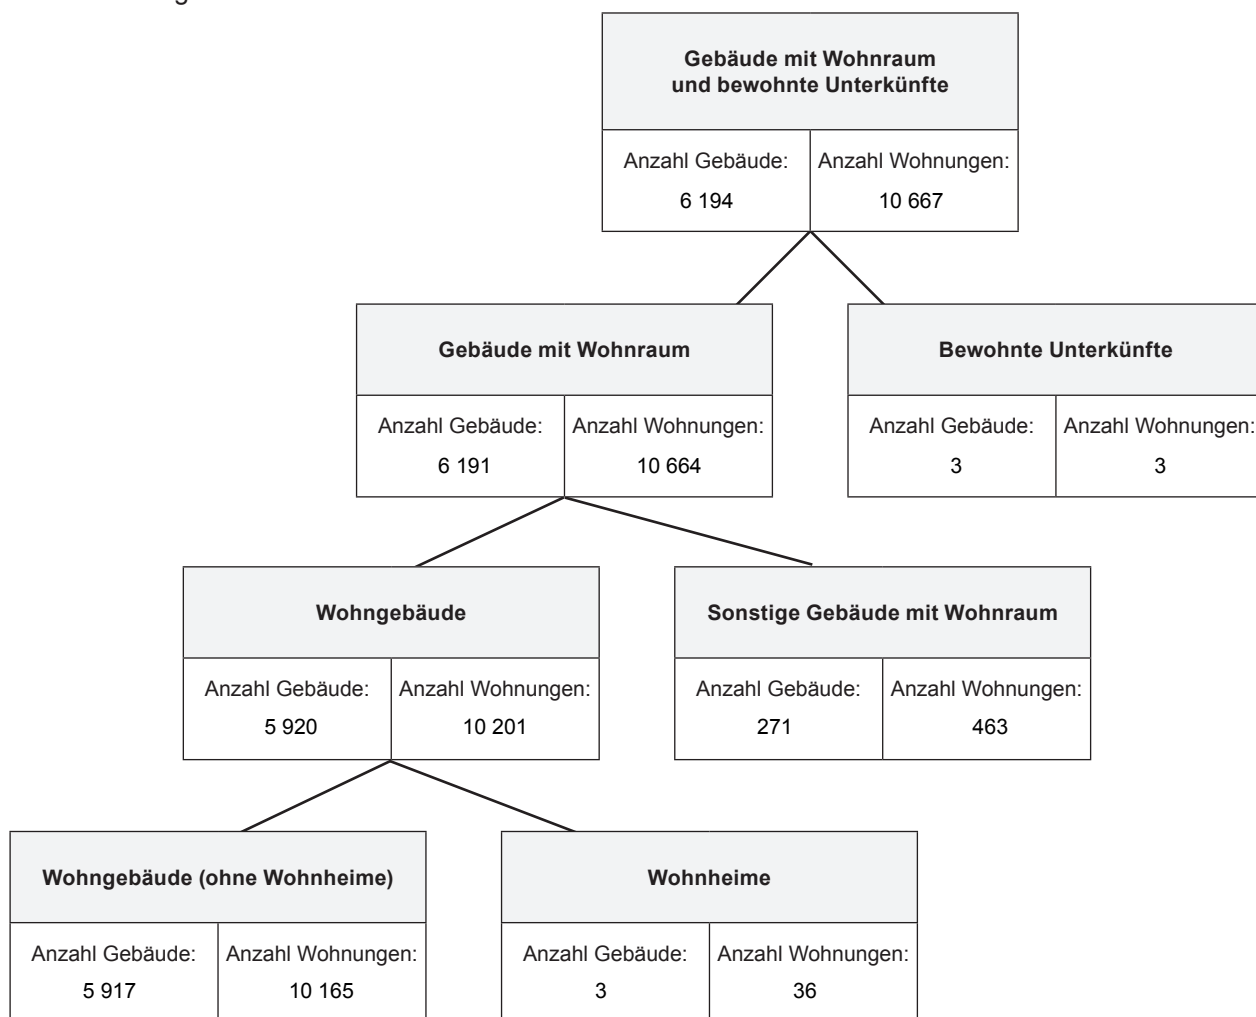 Gebäude mit Wohnraum
und bewohnte Unterkünfte
Anzahl Gebäude: Anzahl Wohnungen:
6 194 10 667
Gebäude mit Wohnraum Bewohnte Unterkünfte
Anzahl Gebäude: Anzahl Wohnungen: Anzahl Gebäude: Anzahl Wohnungen:
6 191 10 664 3 3
Wohngebäude Sonstige Gebäude mit Wohnraum
Anzahl Gebäude: Anzahl Wohnungen: Anzahl Gebäude: Anzahl Wohnungen:
5 920 10 201 271 463
Wohngebäude (ohne Wohnheime) Wohnheime
Anzahl Gebäude: Anzahl Wohnungen: Anzahl Gebäude: Anzahl Wohnungen:
5 917 10 165 3 36